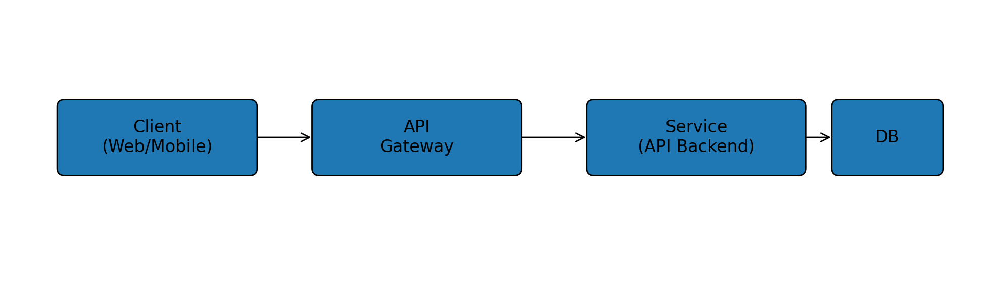 Client
(Web/Mobile)
API
Gateway
Service
(API Backend)
DB